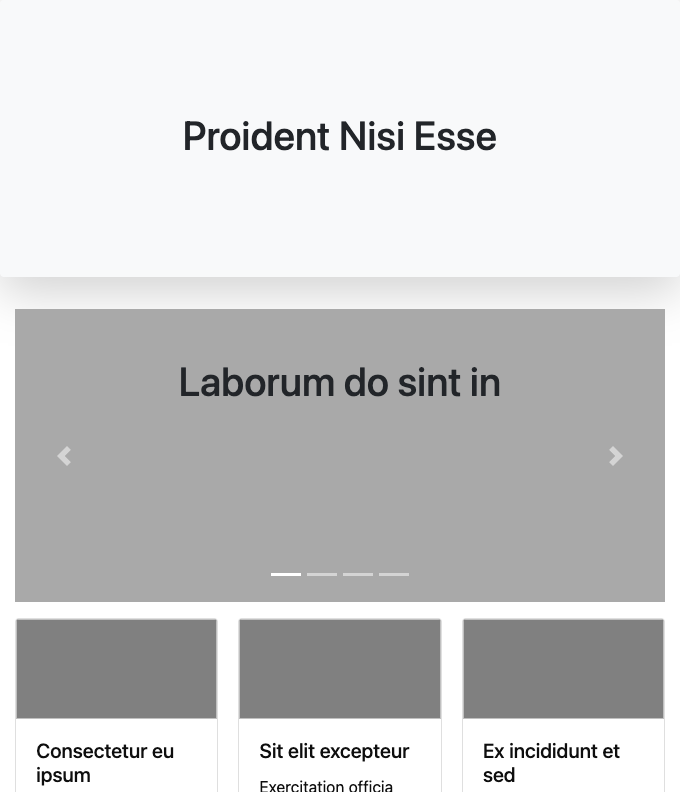 Proident Nisi Esse
Laborum do sint in
Consectetur eu
ipsum
Sit elit excepteur
Exercitation officia
Ex incididunt et
sed